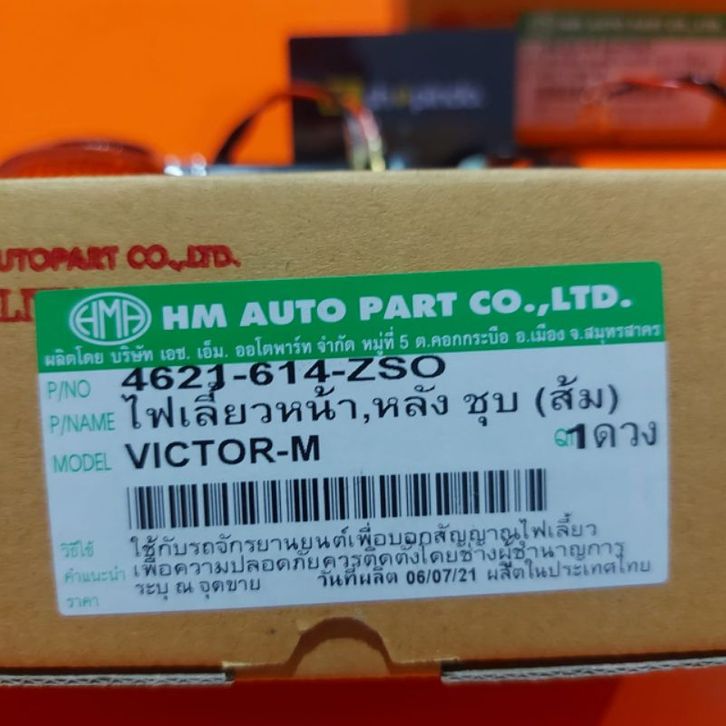 HM AUTO PART CO.,LTD.
AUTOPART CO.,LTD.
HMA HM AUTO PART CO.,LTD.
ผลิตโดย บริษัท เอช. เอ็ม. ออโตพาร์ท จำกัด หมู่ที่ 5 ต.คอกกระบือ อ.เมือง จ.สมุทรสาคร
P/NO 4621-614-ZSO
P/NAME ไฟเลี้ยวหน้า,หลัง ชุบ (ส้ม)
MODEL VICTOR-M 1ดวง
วิธีใช้ ใช้กับรถจักรยานยนต์เพื่อบอกสัญญาณไฟเลี้ยว
คำแนะนำ เพื่อความปลอดภัยควรติดตั้งโดยช่างผู้ชำนาญการ
ราคา ระบุ ณ จุดขาย วันที่ผลิต 06/07/21 ผลิตในประเทศไทย